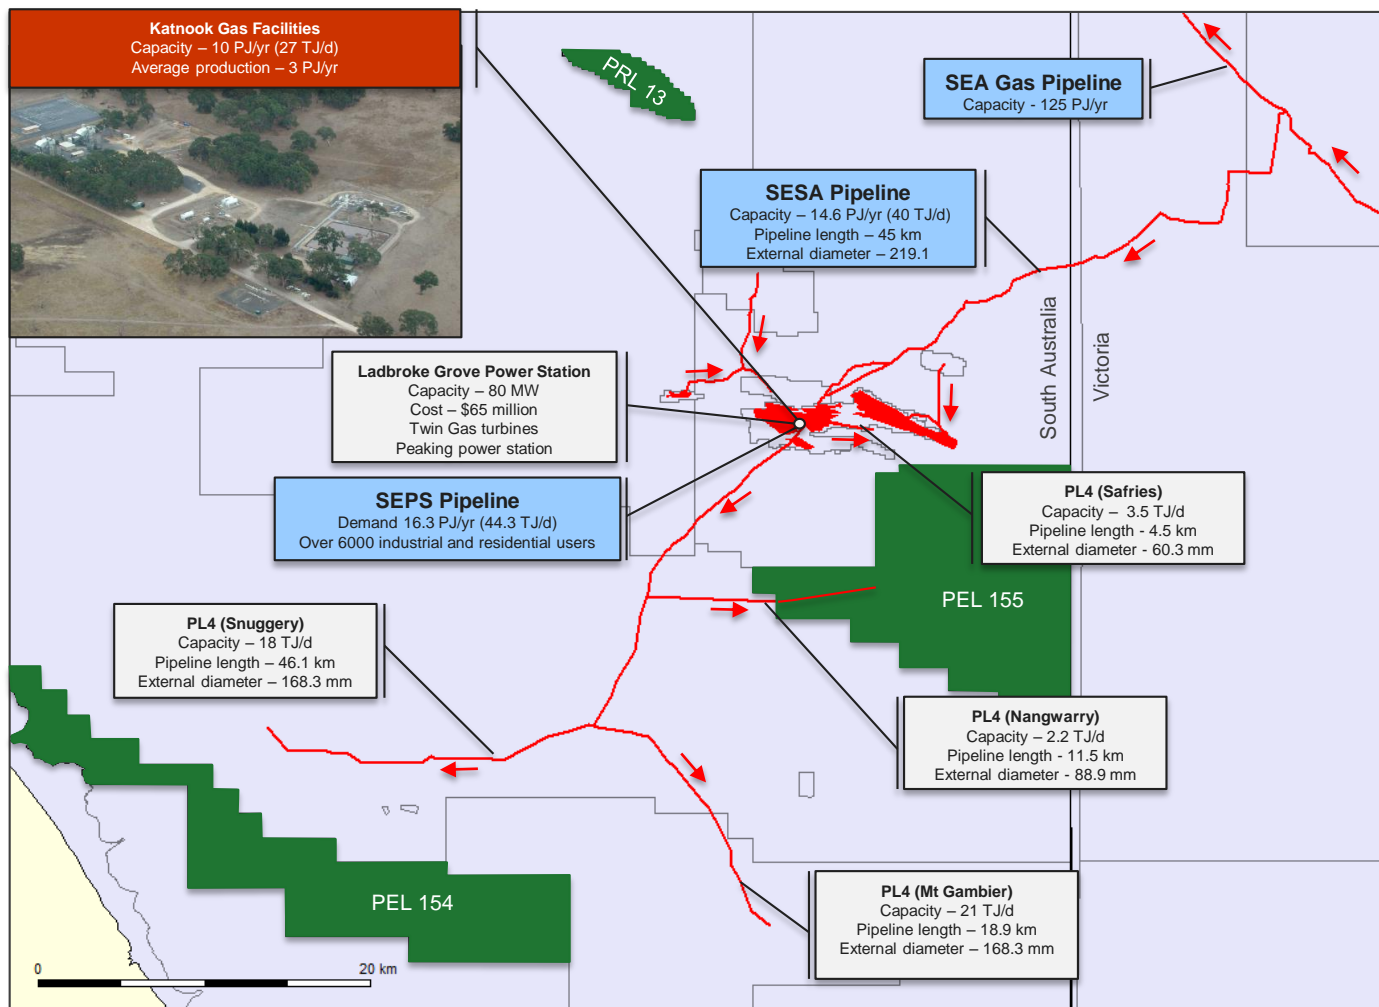 Katnook Gas Facilities
Capacity – 10 PJ/yr (27 TJ/d)
Average production – 3 PJ/yr
PRL 13
SEA Gas Pipeline
Capacity - 125 PJ/yr
SESA Pipeline
Capacity – 14.6 PJ/yr (40 TJ/d)
Pipeline length – 45 km
External diameter – 219.1
South Australia
Victoria
Ladbroke Grove Power Station
Capacity – 80 MW
Cost – $65 million
Twin Gas turbines
Peaking power station
SEPS Pipeline
Demand 16.3 PJ/yr (44.3 TJ/d)
Over 6000 industrial and residential users
PL4 (Safries)
Capacity – 3.5 TJ/d
Pipeline length - 4.5 km
External diameter - 60.3 mm
PEL 155
PL4 (Snuggery)
Capacity – 18 TJ/d
Pipeline length – 46.1 km
External diameter – 168.3 mm
PL4 (Nangwarry)
Capacity – 2.2 TJ/d
Pipeline length - 11.5 km
External diameter - 88.9 mm
PEL 154
PL4 (Mt Gambier)
Capacity – 21 TJ/d
Pipeline length – 18.9 km
External diameter – 168.3 mm
0 20 km